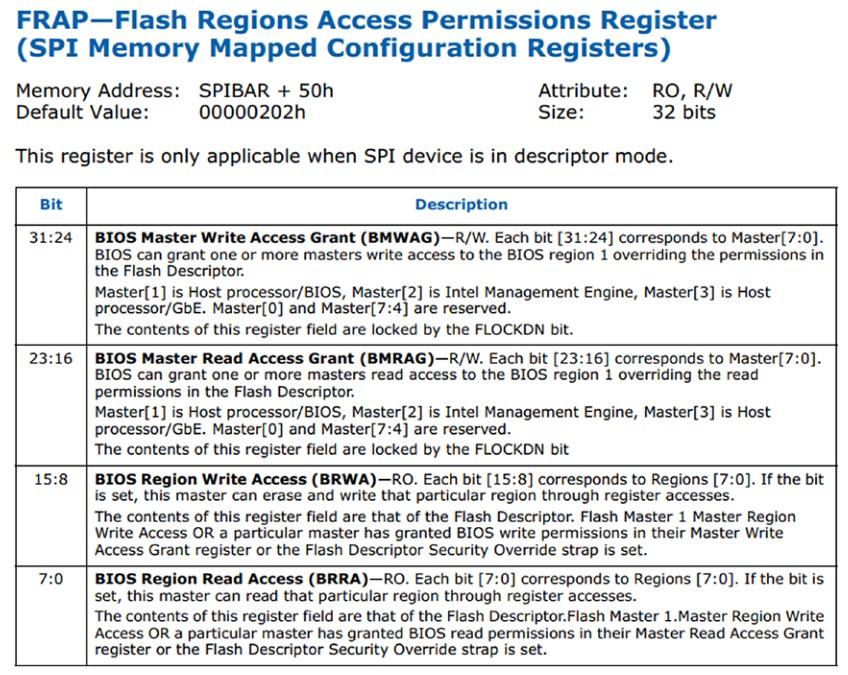 FRAP—Flash Regions Access Permissions Register
(SPI Memory Mapped Configuration Registers)
Memory Address: SPIBAR + 50h Attribute: RO, R/W
Default Value: 00000202h Size: 32 bits
This register is only applicable when SPI device is in descriptor mode.
Bit Description
31:24 BIOS Master Write Access Grant (BMWAG)—R/W. Each bit [31:24] corresponds to Master[7:0].
BIOS can grant one or more masters write access to the BIOS region 1 overriding the permissions in
the Flash Descriptor.
Master[1] is Host processor/BIOS, Master[2] is Intel Management Engine, Master[3] is Host
processor/GbE. Master[0] and Master[7:4] are reserved.
The contents of this register field are locked by the FLOCKDN bit.
23:16 BIOS Master Read Access Grant (BMRAG)—R/W. Each bit [23:16] corresponds to Master[7:0].
BIOS can grant one or more masters read access to the BIOS region 1 overriding the read
permissions in the Flash Descriptor.
Master[1] is Host processor/BIOS, Master[2] is Intel Management Engine, Master[3] is Host
processor/GbE. Master[0] and Master[7:4] are reserved.
The contents of this register field are locked by the FLOCKDN bit
15:8 BIOS Region Write Access (BRWA)—RO. Each bit [15:8] corresponds to Regions [7:0]. If the bit
is set, this master can erase and write that particular region through register accesses.
The contents of this register field are that of the Flash Descriptor. Flash Master 1 Master Region
Write Access OR a particular master has granted BIOS write permissions in their Master Write
Access Grant register or the Flash Descriptor Security Override strap is set.
7:0 BIOS Region Read Access (BRRA)—RO. Each bit [7:0] corresponds to Regions [7:0]. If the bit is
set, this master can read that particular region through register accesses.
The contents of this register field are that of the Flash Descriptor.Flash Master 1.Master Region Write
Access OR a particular master has granted BIOS read permissions in their Master Read Access Grant
register or the Flash Descriptor Security Override strap is set.